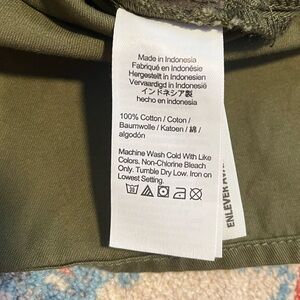 Made in Indonesia
Fabriqué en Indonésie
Hergestellt in Indonesien
Vervaardigd in Indonesië
インドネシア製
hecho en indonesia
100% Cotton / Coton /
Baumwolle / Katoen / 綿 /
algodón
Machine Wash Cold With Like
Colors. Non-Chlorine Bleach
Only. Tumble Dry Low. Iron on
Lowest Setting.
ENLEVER